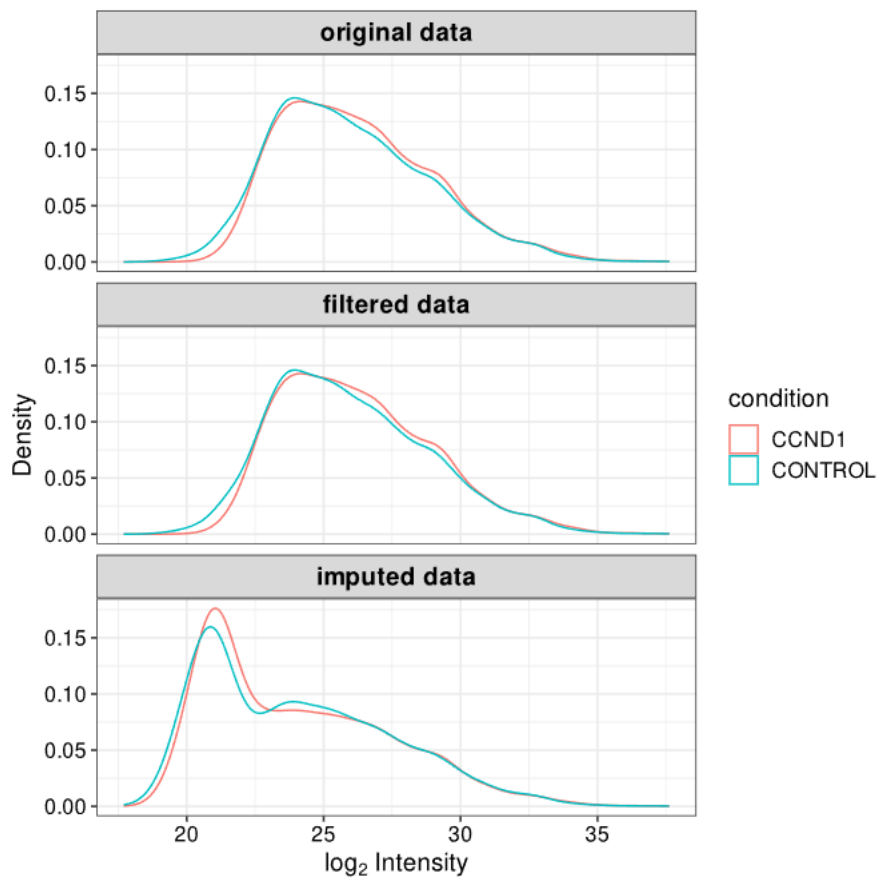 original data
0.15
0.10
0.05
0.00
filtered data
0.15
0.10
0.05
0.00
imputed data
0.15
0.10
0.05
0.00
20 25 30 35
log₂ Intensity
Density
condition
CCND1
CONTROL